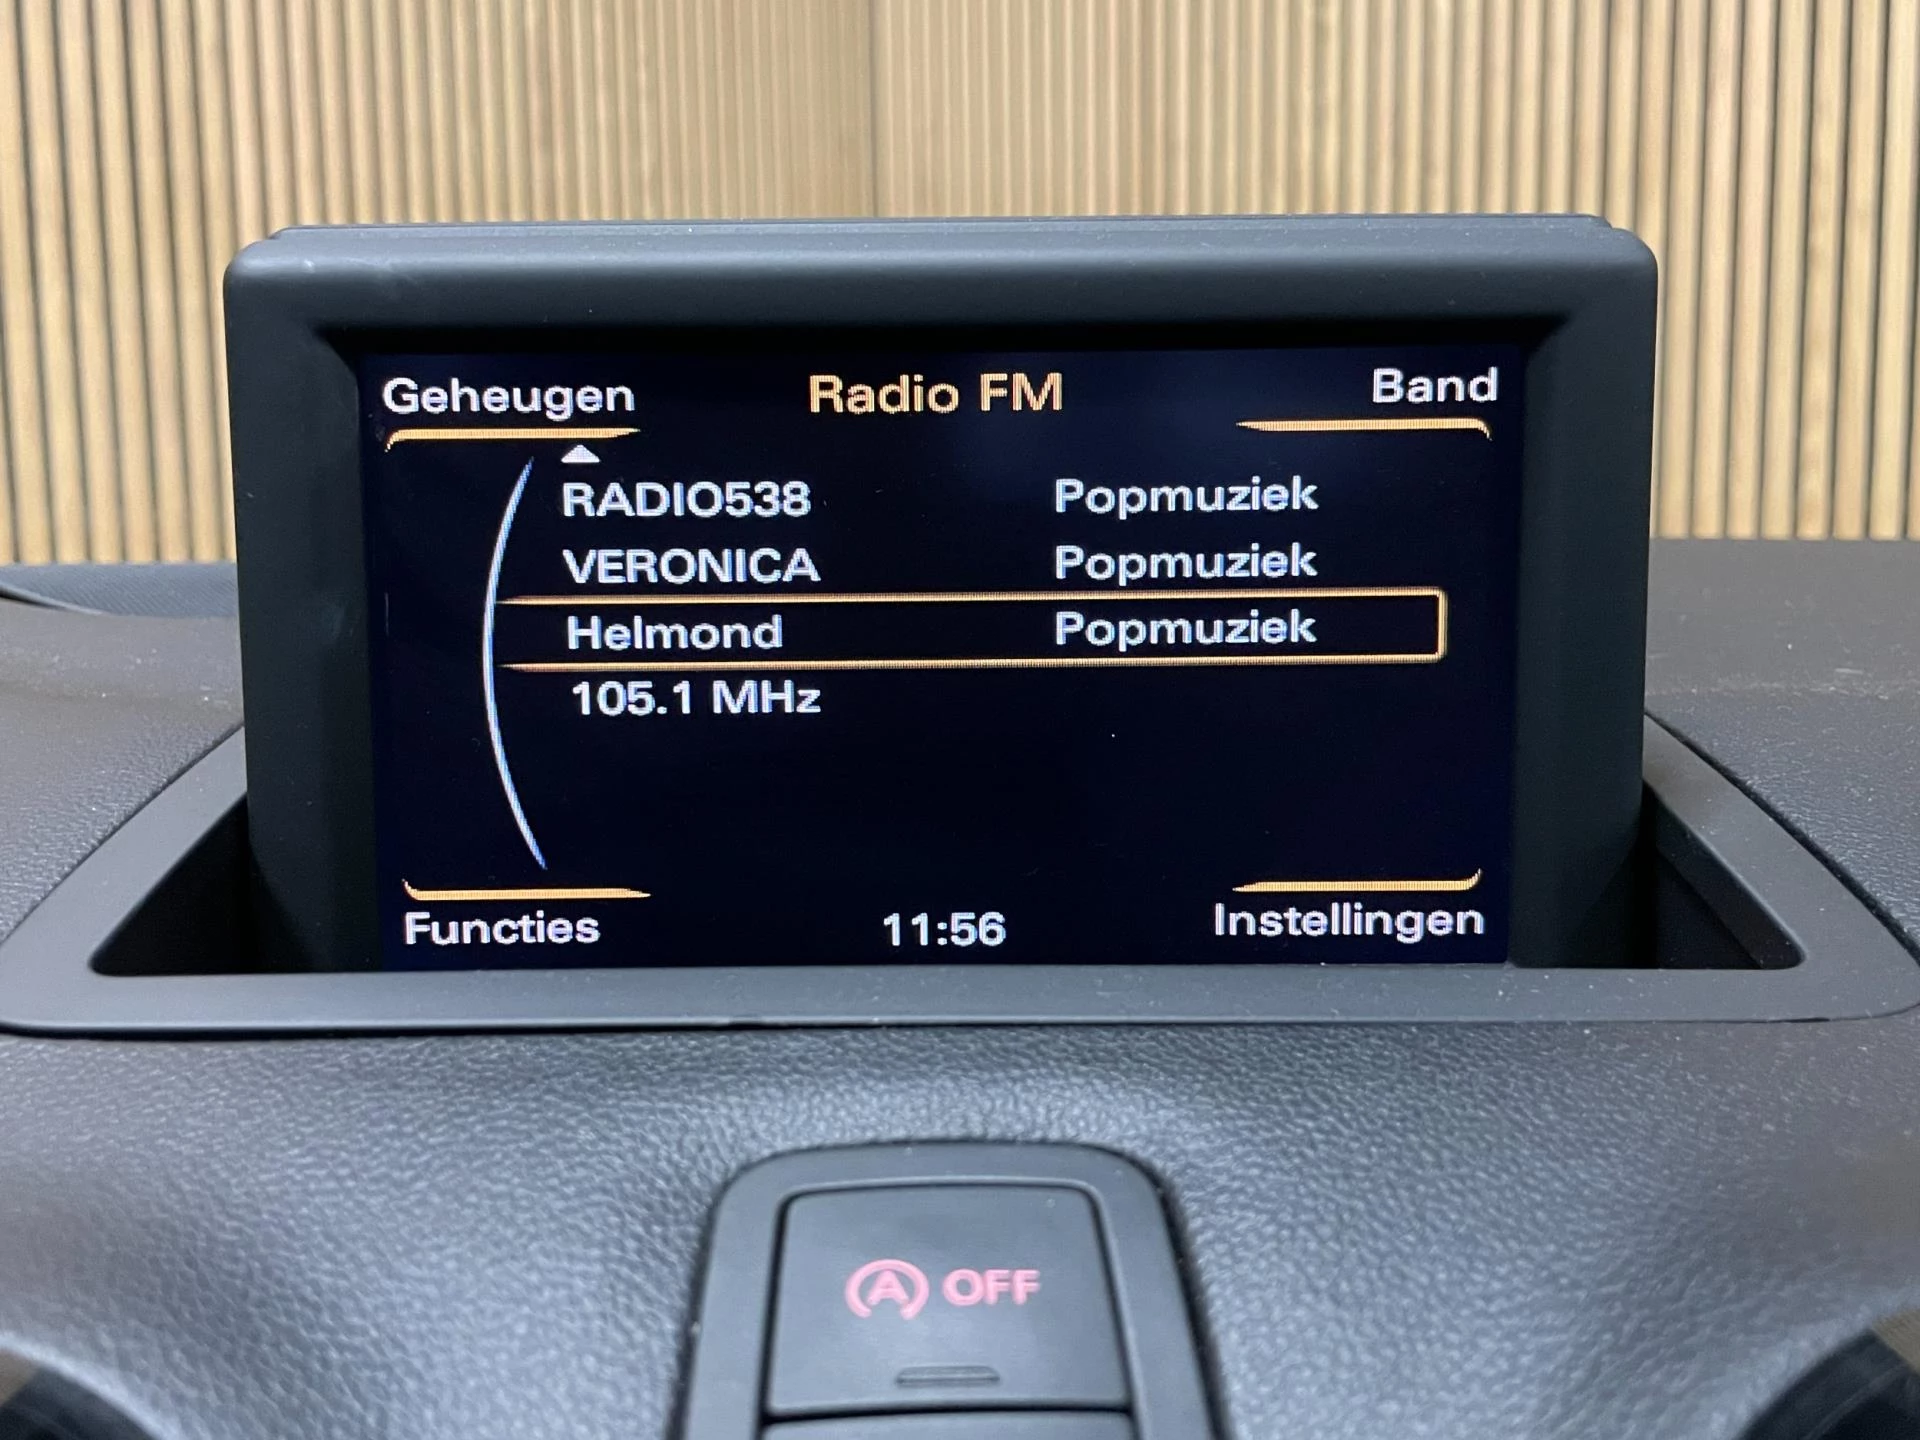 Geheugen Radio FM Band
RADIO538 Popmuziek
VERONICA Popmuziek
Helmond Popmuziek
105.1 MHz
Functies 11:56 Instellingen
A OFF